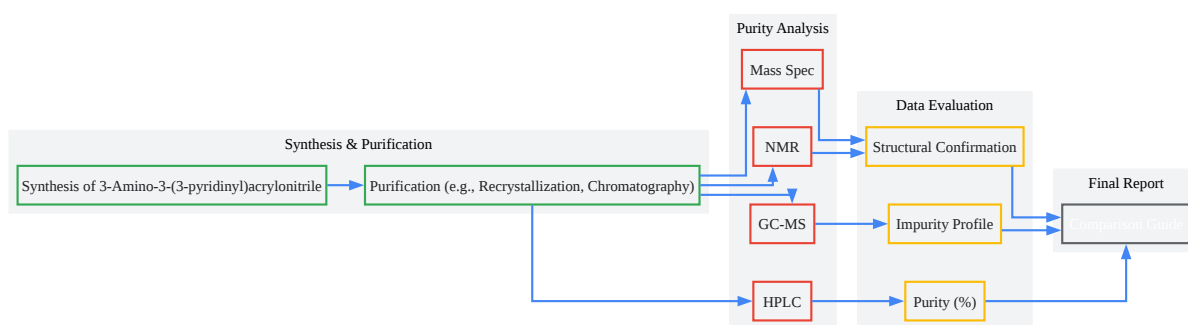 Purity Analysis
Mass Spec
Data Evaluation
Synthesis & Purification
NMR
Structural Confirmation
Synthesis of 3-Amino-3-(3-pyridinyl)acrylonitrile
Purification (e.g., Recrystallization, Chromatography)
Final Report
GC-MS
Impurity Profile
Comparison Guide
HPLC
Purity (%)